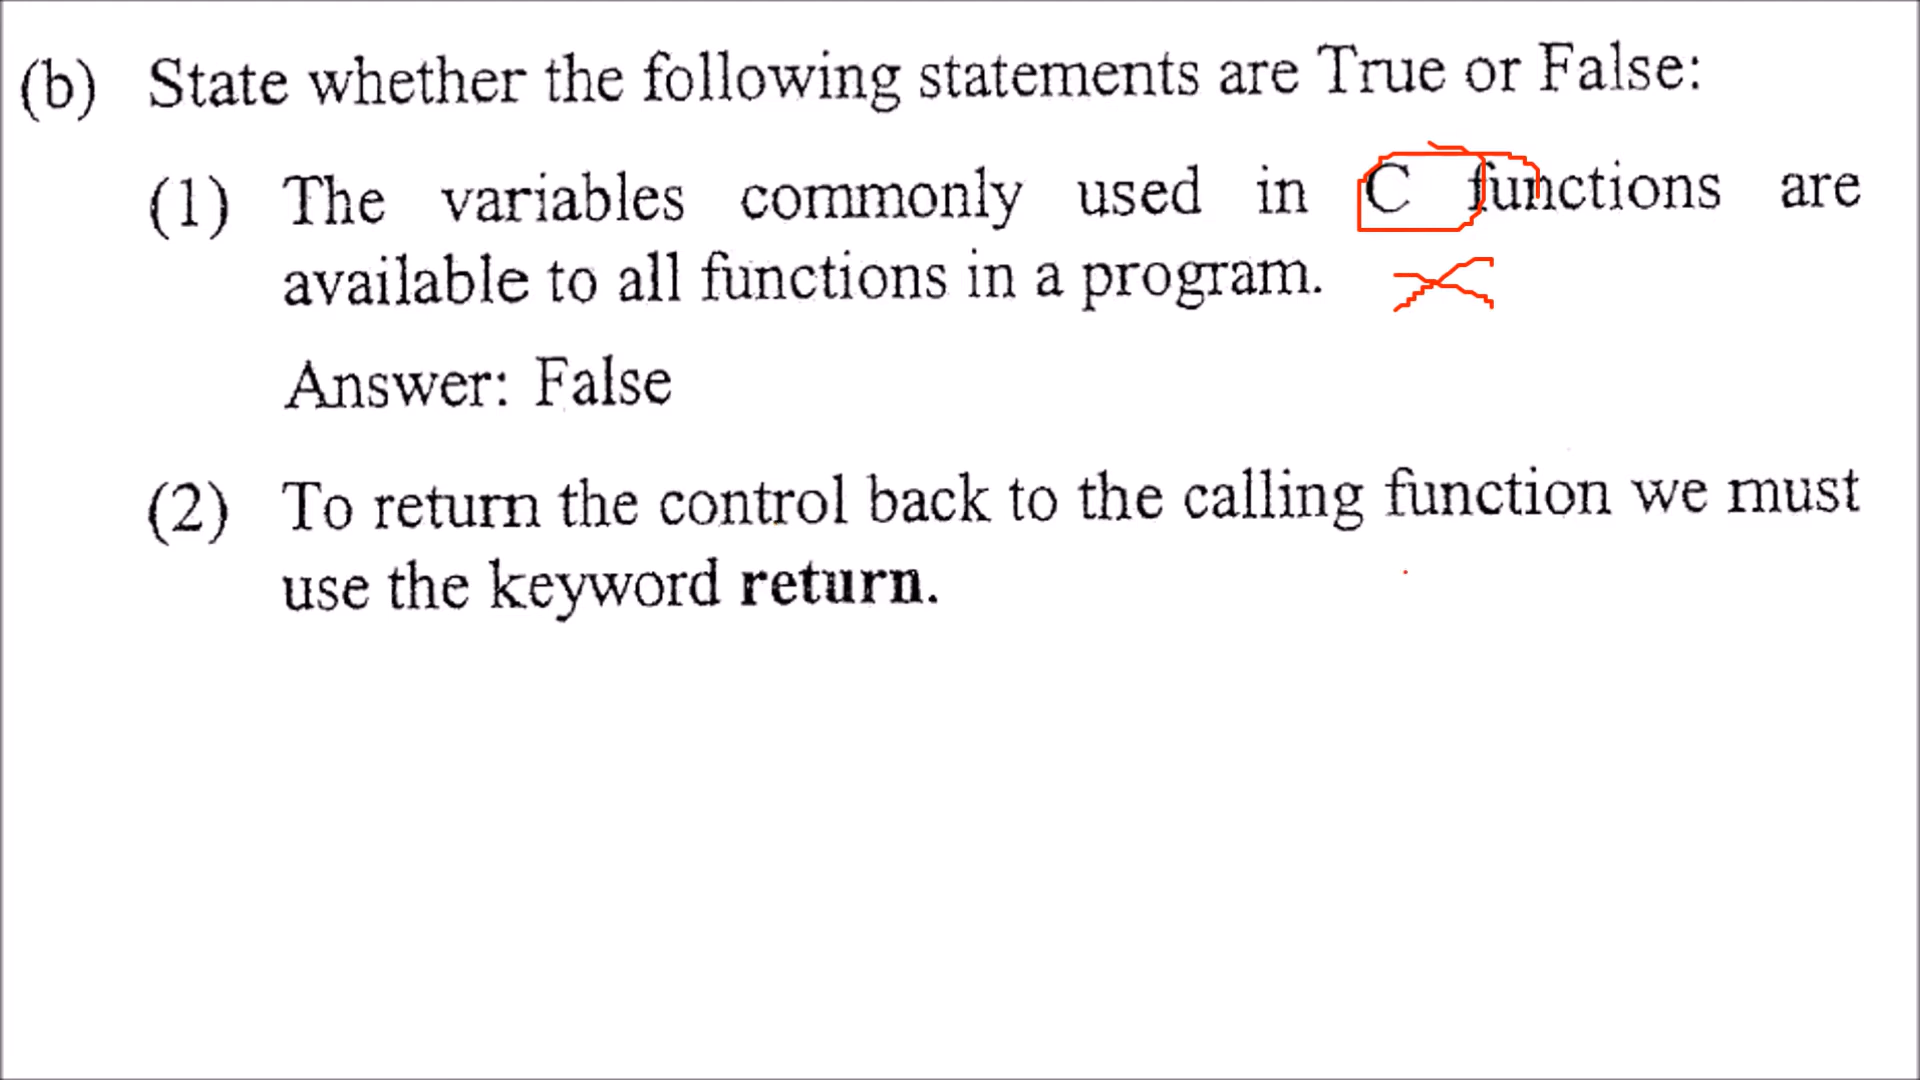 (b) State whether the following statements are True or False:
(1) The variables commonly used in C functions are
available to all functions in a program.
Answer: False
(2) To return the control back to the calling function we must
use the keyword return.